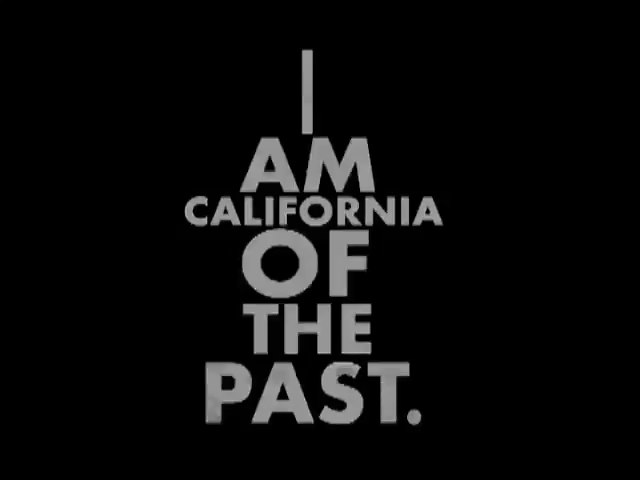 I
AM
CALIFORNIA
OF
THE
PAST.